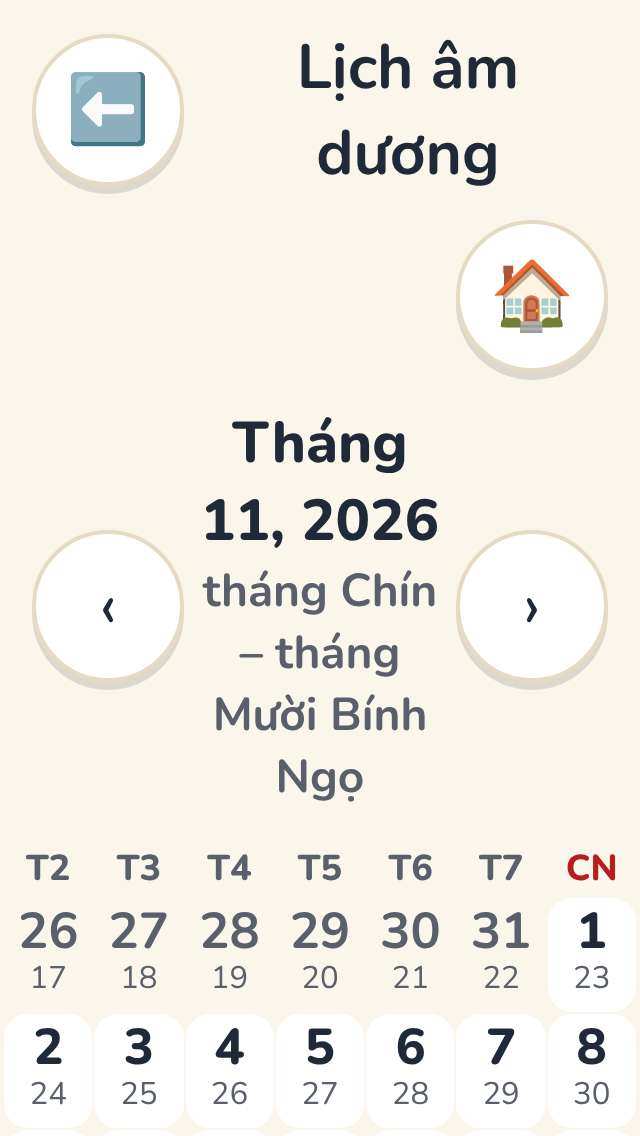 Lịch âm
dương
‹
Tháng
11, 2026
tháng Chín
– tháng
Mười Bính
Ngọ
›
T2 T3 T4 T5 T6 T7 CN
26 27 28 29 30 31 1
17 18 19 20 21 22 23
2 3 4 5 6 7 8
24 25 26 27 28 29 30